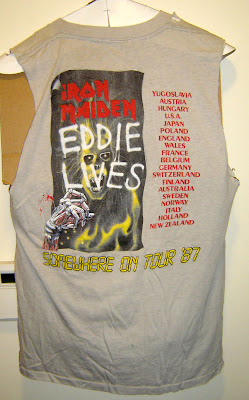 IRON
MAIDEN
EDDIE
LIVES
YUGOSLAVIA
AUSTRIA
HUNGARY
U.S.A.
JAPAN
POLAND
ENGLAND
WALES
FRANCE
BELGIUM
GERMANY
SWITZERLAND
FINLAND
AUSTRALIA
SWEDEN
NORWAY
ITALY
HOLLAND
NEW ZEALAND
SOMEWHERE ON TOUR '87